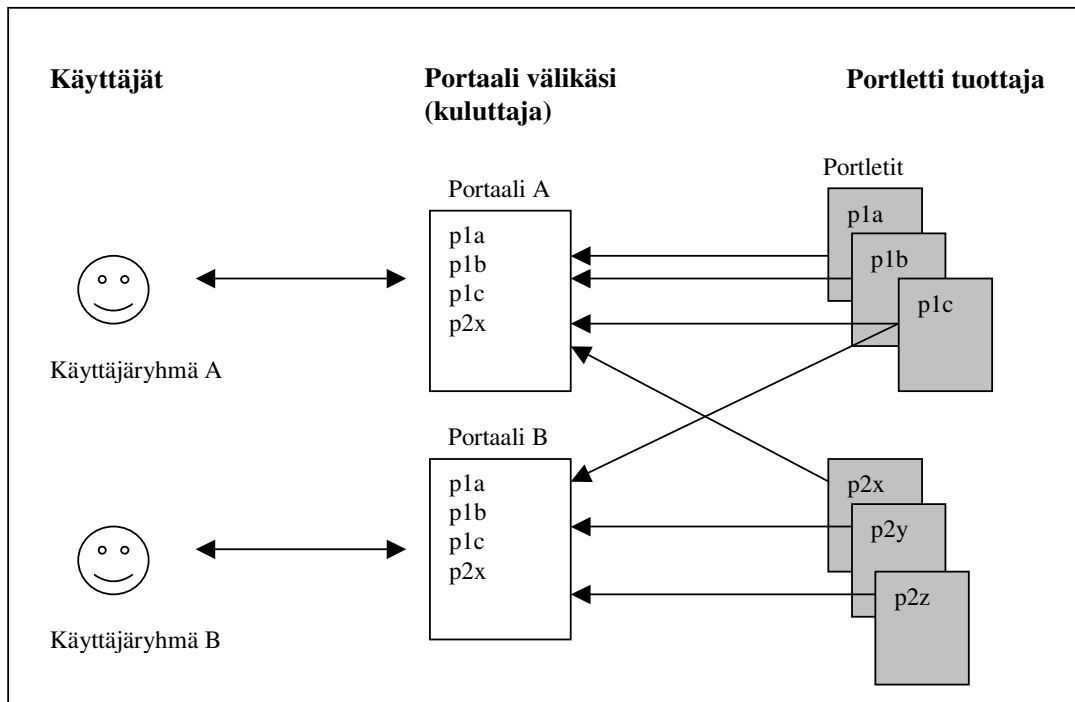 Käyttäjät
Portaali välikäsi
(kuluttaja)
Portletti tuottaja
Portletit
Portaali A
p1a
p1b
p1c
p2x
p1a
p1b
p1c
Käyttäjäryhmä A
Portaali B
p1a
p1b
p1c
p2x
p2x
p2y
p2z
Käyttäjäryhmä B